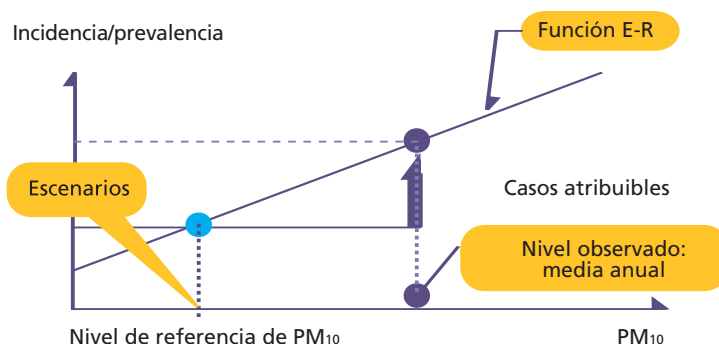 Incidencia/prevalencia
Función E-R
Escenarios
Casos atribuibles
Nivel observado:
media anual
Nivel de referencia de PM10
PM10